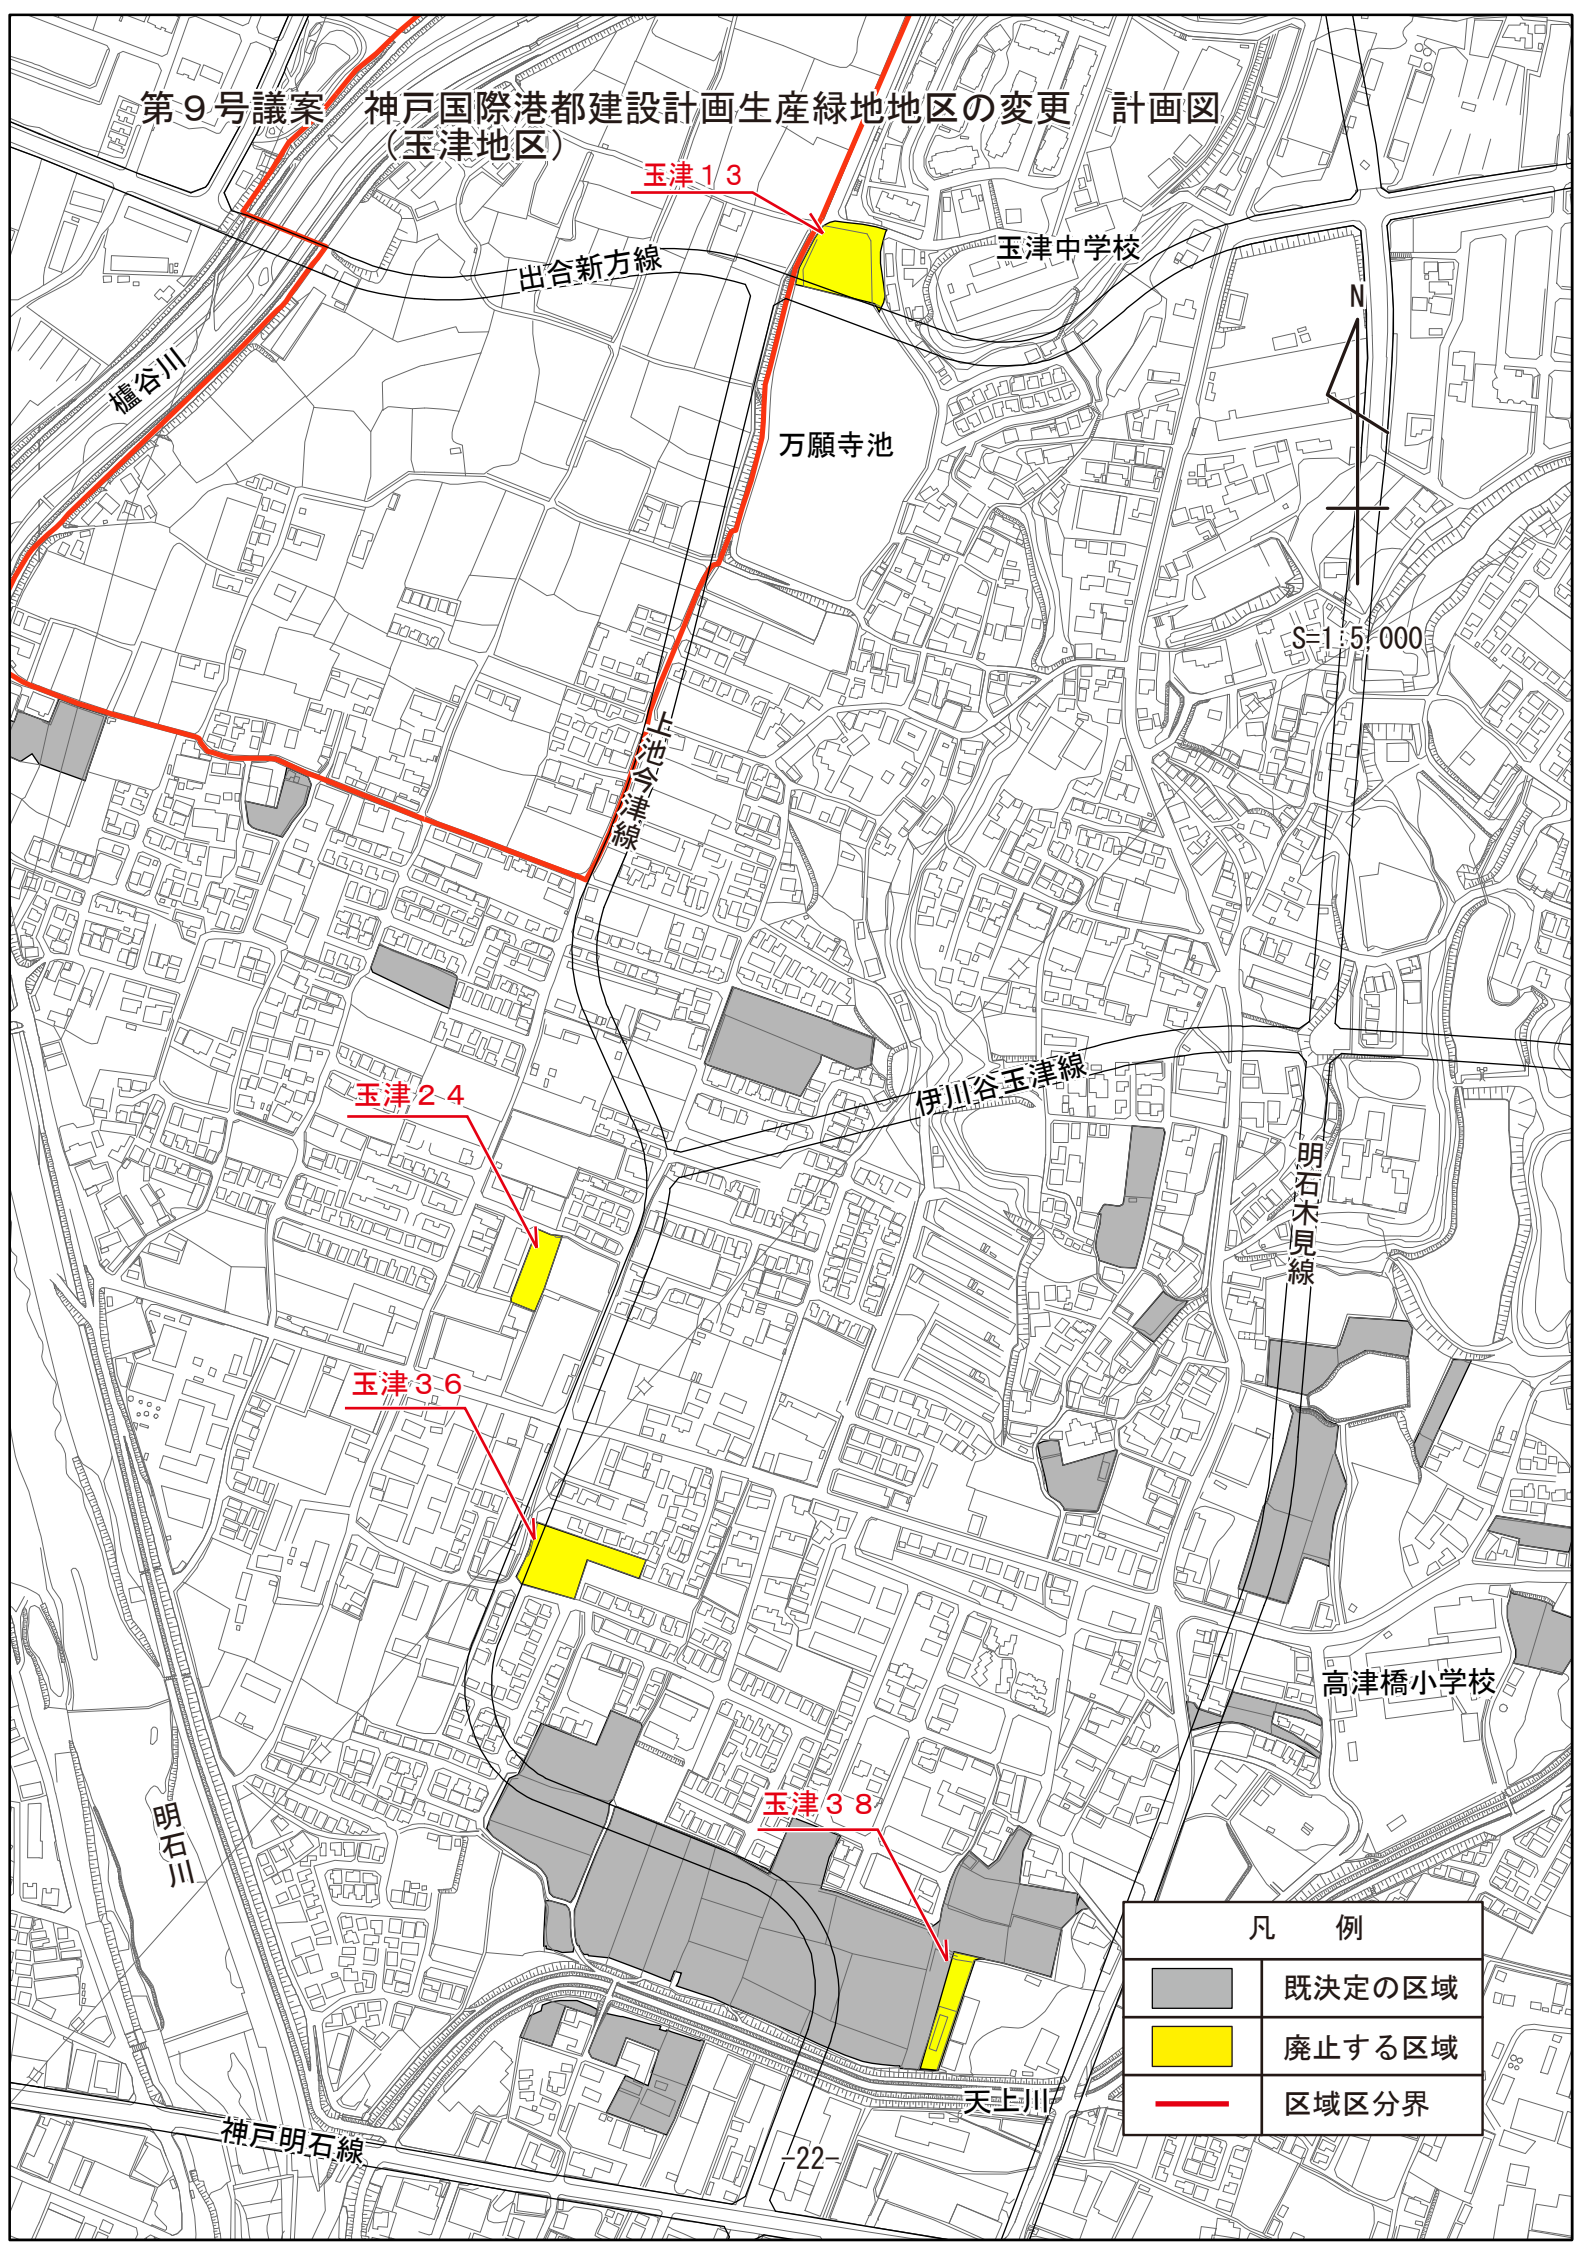 第９号議案　神戸国際港都建設計画生産緑地地区の変更　計画図
（玉津地区）
玉津１３
玉津中学校
出合新方線
N
櫨谷川
万願寺池
S=1:5,000
上池今津線
玉津２４
伊川谷玉津線
明石木見線
玉津３６
高津橋小学校
玉津３８
明石川
凡　例
既決定の区域
廃止する区域
区域区分界
天上川
神戸明石線
-22-